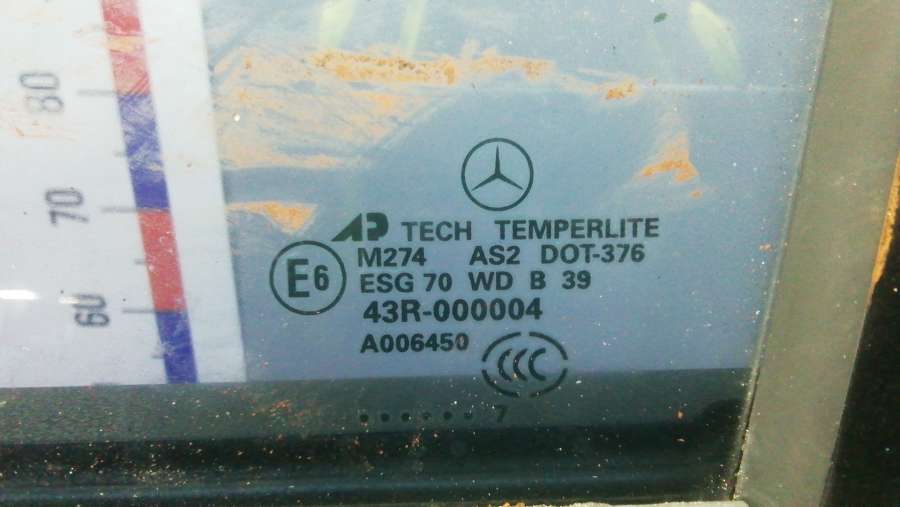 80
70
60
AP TECH TEMPERLITE
E6
M274 AS2 DOT-376
ESG 70 WD B 39
43R-000004
A006450
CCC
•••••• 7